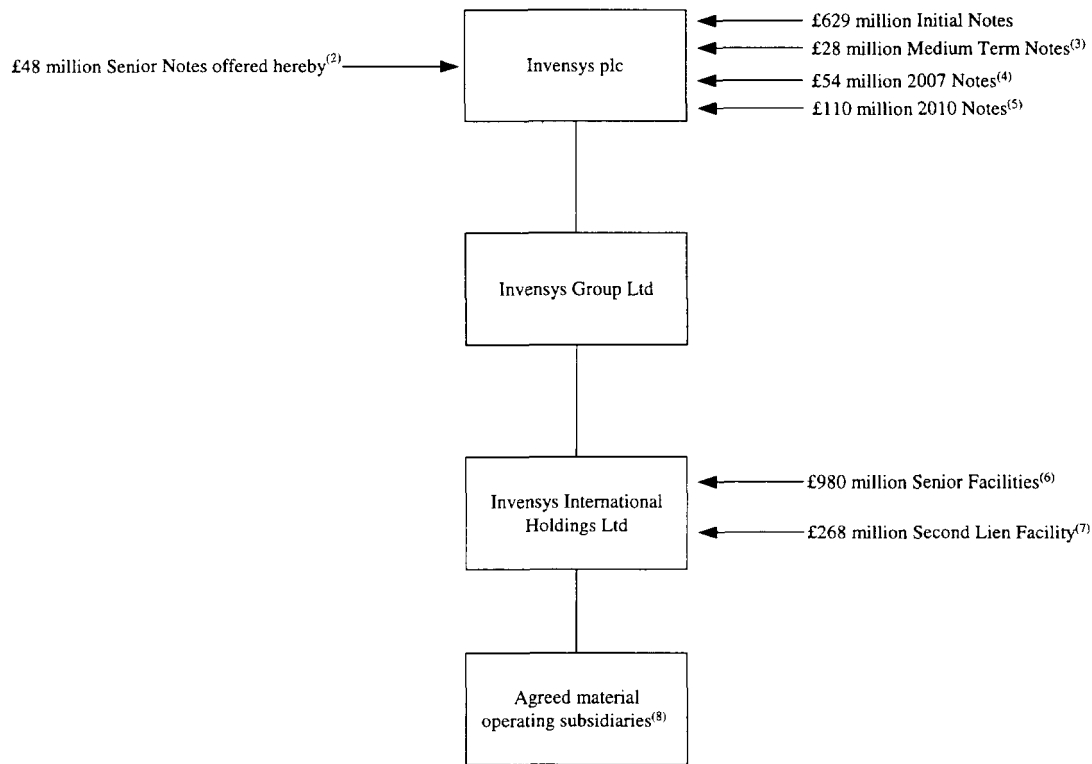 £629 million Initial Notes
£48 million Senior Notes offered hereby(2)
Invensys plc
£28 million Medium Term Notes(3)
£54 million 2007 Notes(4)
£110 million 2010 Notes(5)
Invensys Group Ltd
Invensys International
Holdings Ltd
£980 million Senior Facilities(6)
£268 million Second Lien Facility(7)
Agreed material
operating subsidiaries(8)